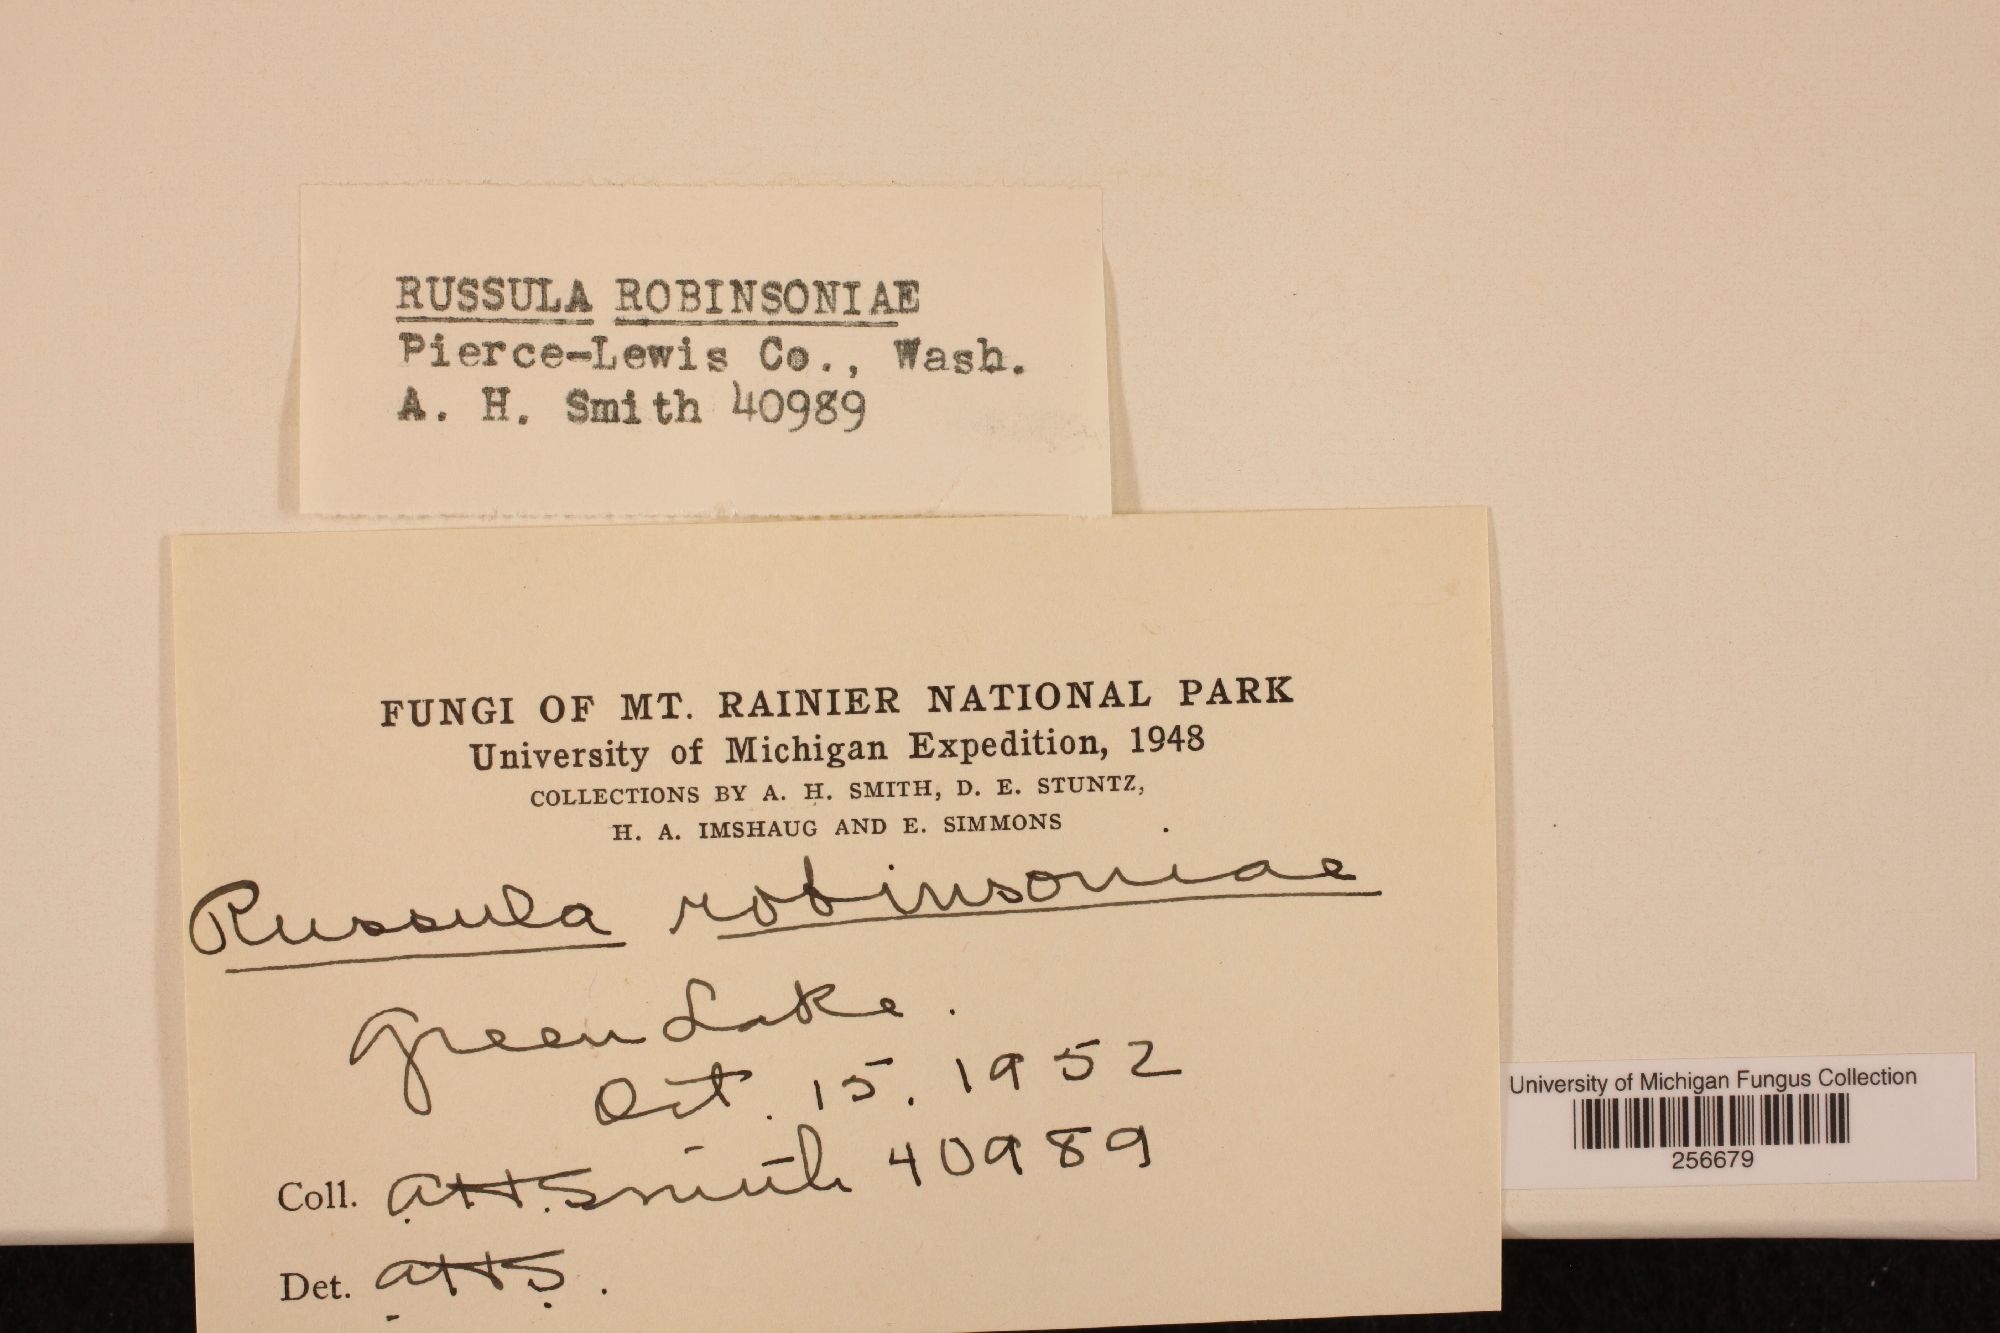 RUSSULA ROBINSONIAE
Pierce-Lewis Co., Wash.
A. H. Smith 40989
FUNGI OF MT. RAINIER NATIONAL PARK
University of Michigan Expedition, 1948
COLLECTIONS BY A. H. SMITH, D. E. STUNTZ,
H. A. IMSHAUG AND E. SIMMONS
Russula robinsoniae
Green Lake.
Oct. 15. 1952
Coll. A.H.Smith 40989
Det. A.H.S.
University of Michigan Fungus Collection
256679